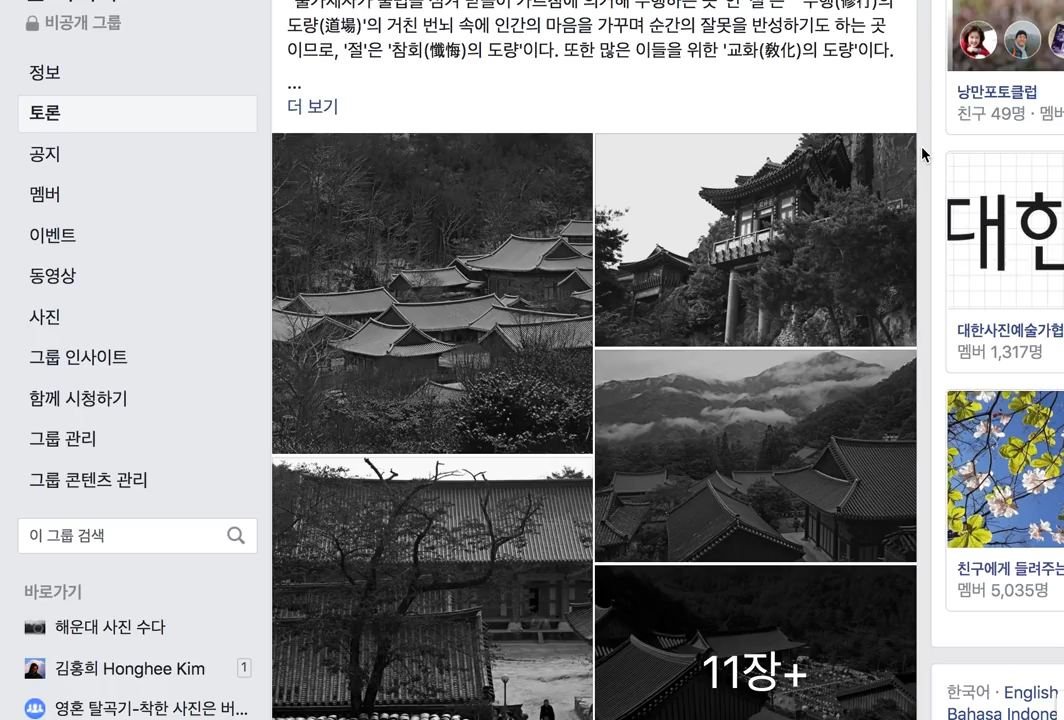 비공개 그룹
정보
토론
공지
멤버
이벤트
동영상
사진
그룹 인사이트
함께 시청하기
그룹 관리
그룹 콘텐츠 관리
이 그룹 검색
바로가기
해운대 사진 수다
김홍희 Honghee Kim 1
영혼 탈곡기-착한 사진은 버...
도량(道場)'의 거친 번뇌 속에 인간의 마음을 가꾸며 순간의 잘못을 반성하기도 하는 곳
이므로, '절'은 '참회(懺悔)의 도량'이다. 또한 많은 이들을 위한 '교화(敎化)의 도량'이다.
...
더 보기
11장+
낭만포토클럽
친구 49명 · 멤버
대한
대한사진예술가협
멤버 1,317명
친구에게 들려주는
멤버 5,035명
한국어 · English
Bahasa Indone